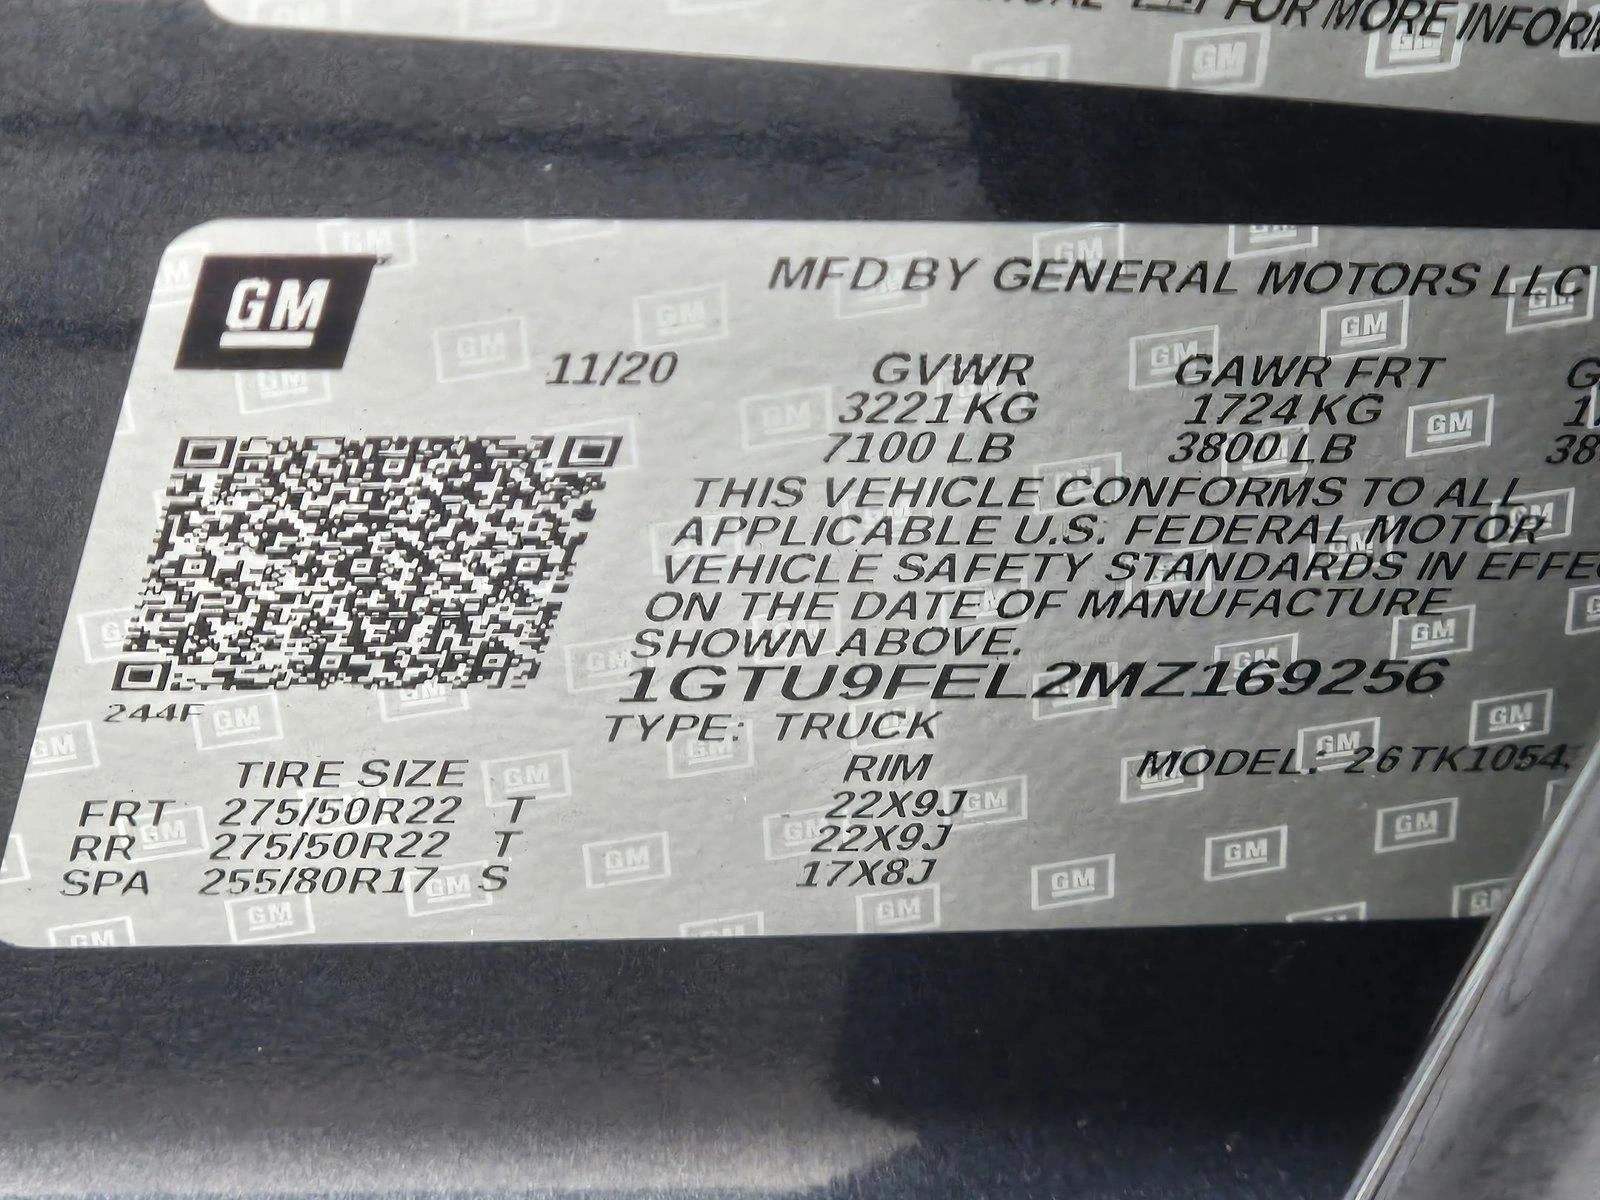 FOR MORE INFORM
GM
MFD BY GENERAL MOTORS LLC
11/20 GVWR GAWR FRT G
3221 KG 1724 KG
7100 LB 3800 LB 38
THIS VEHICLE CONFORMS TO ALL
APPLICABLE U.S. FEDERAL MOTOR
VEHICLE SAFETY STANDARDS IN EFFE
ON THE DATE OF MANUFACTURE
SHOWN ABOVE.
1GTU9FEL2MZ169256
244F
TYPE: TRUCK
TIRE SIZE RIM MODEL: 26TK1054
FRT 275/50R22 T 22X9J
RR 275/50R22 T 22X9J
SPA 255/80R17 S 17X8J